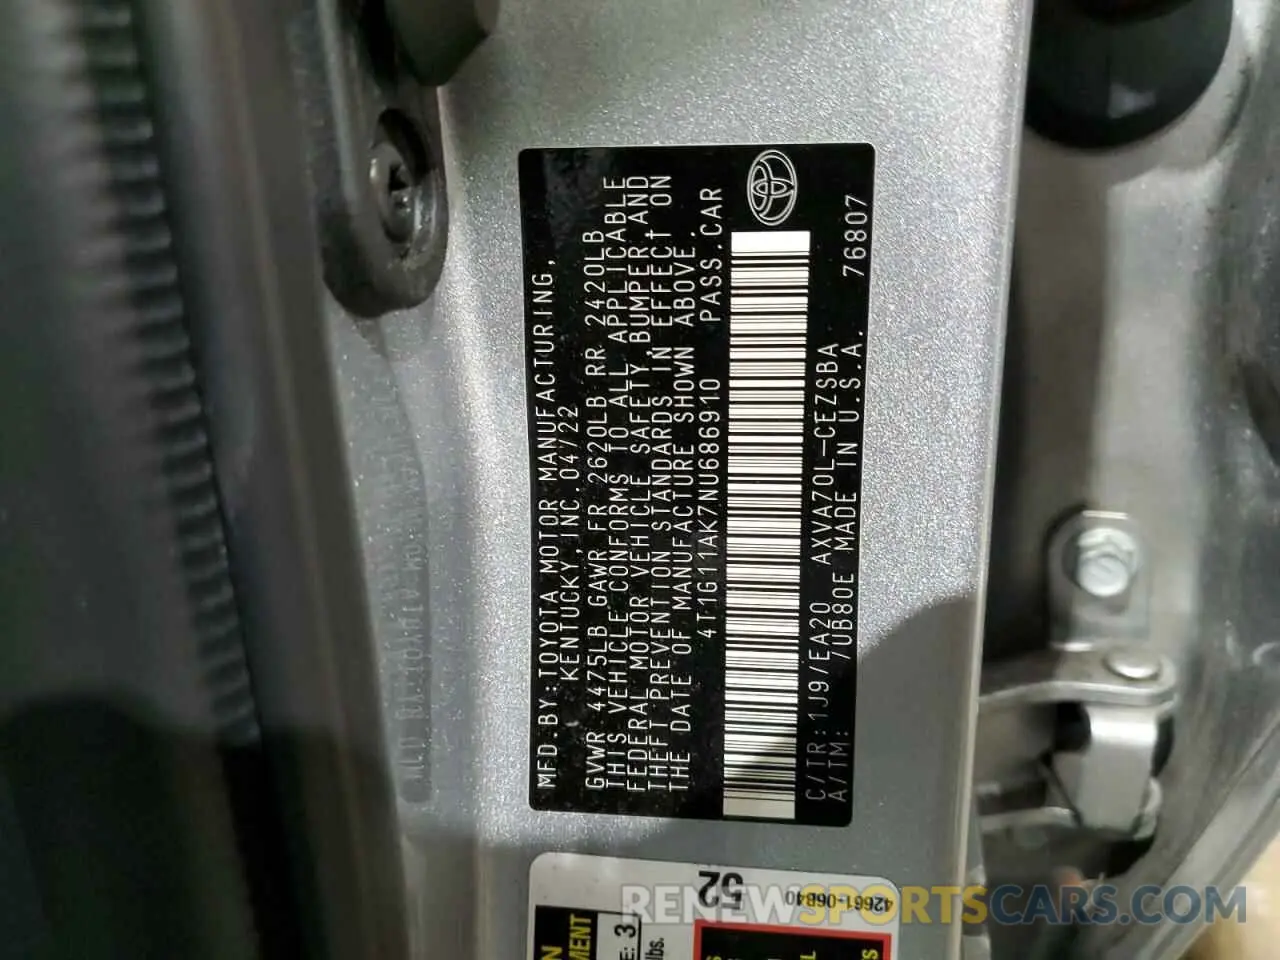 MFD.BY:TOYOTA MOTOR MANUFACTURING,
KENTUCKY,INC.04/22
GVWR 4475LB GAWR FR 2620LB RR 2420LB
THIS VEHICLE CONFORMS TO ALL APPLICABLE
FEDERAL MOTOR VEHICLE SAFETY, BUMPER, AND
THEFT PREVENTION STANDARDS IN EFFECT ON
THE DATE OF MANUFACTURE SHOWN ABOVE.
4T1G11AK7NU686910 PASS.CAR
C/TR:1J9/EA20 AXVA70L-CEZSBA
A/TM: /UB80E MADE IN U.S.A. 76807
52
42661-06B40
3
lbs.
RENEWSPORTSCARS.COM